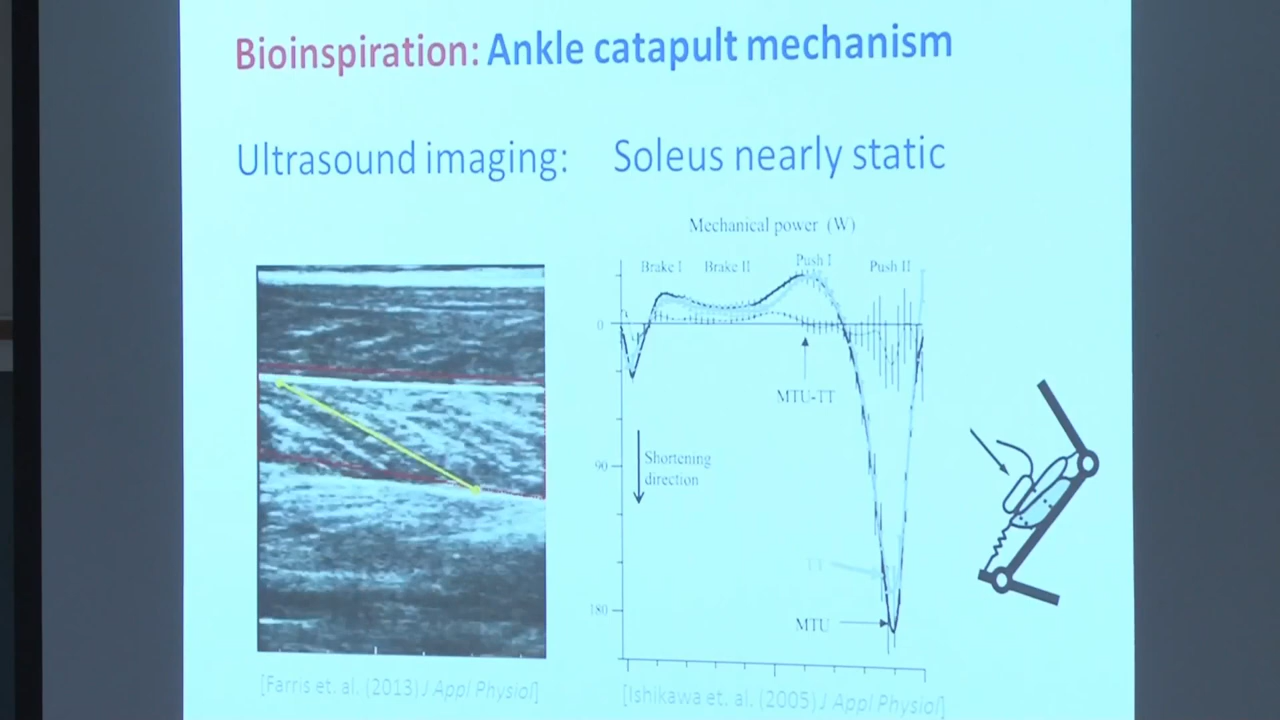 Bioinspiration: Ankle catapult mechanism
Ultrasound imaging:
Soleus nearly static
Mechanical power (W)
Brake I
Brake II
Push I
Push II
0
MTU-TT
90
Shortening
direction
TT
180
MTU
[Farris et. al. (2013) J Appl Physiol]
[Ishikawa et. al. (2005) J Appl Physiol]